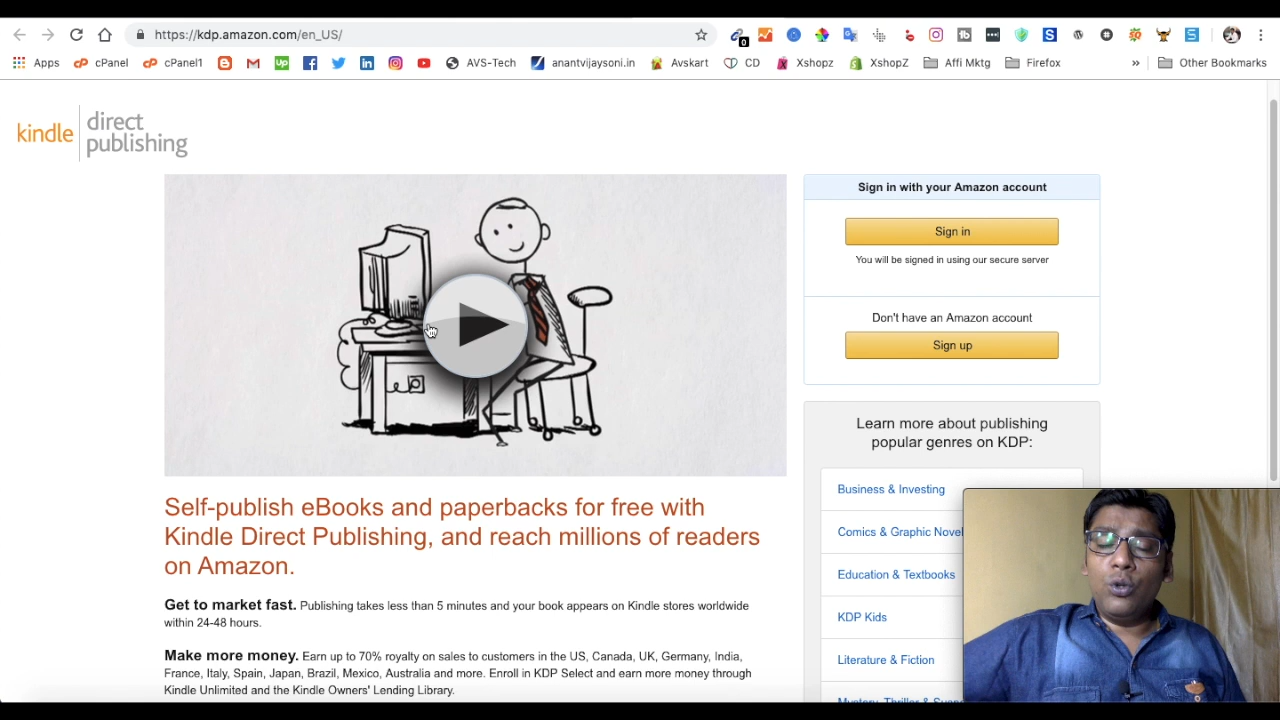 https://kdp.amazon.com/en_US/
0
Apps
cPanel
cPanel1
AVS-Tech
anantvijaysoni.in
Avskart
CD
Xshopz
XshopZ
Affi Mktg
Firefox
»
Other Bookmarks
kindle
direct
publishing
Sign in with your Amazon account
Sign in
You will be signed in using our secure server
Don't have an Amazon account
Sign up
Learn more about publishing
popular genres on KDP:
Business & Investing
Comics & Graphic Novel
Education & Textbooks
KDP Kids
Literature & Fiction
Self-publish eBooks and paperbacks for free with
Kindle Direct Publishing, and reach millions of readers
on Amazon.
Get to market fast. Publishing takes less than 5 minutes and your book appears on Kindle stores worldwide
within 24-48 hours.
Make more money. Earn up to 70% royalty on sales to customers in the US, Canada, UK, Germany, India,
France, Italy, Spain, Japan, Brazil, Mexico, Australia and more. Enroll in KDP Select and earn more money through
Kindle Unlimited and the Kindle Owners' Lending Library.